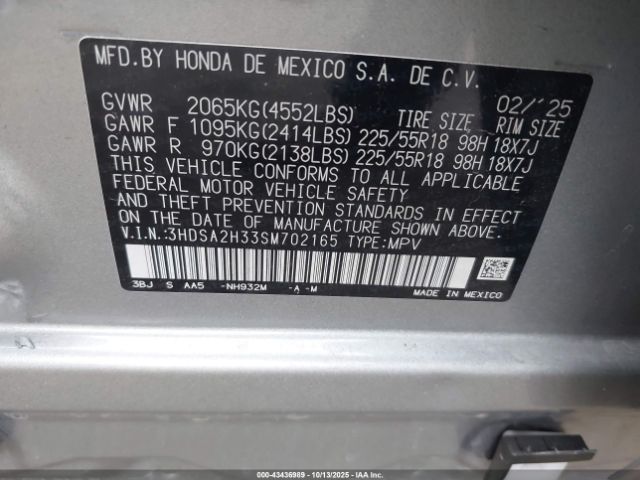 MFD.BY HONDA DE MEXICO S.A. DE C.V.
02/'25
GVWR 2065KG(4552LBS) TIRE SIZE RIM SIZE
GAWR F 1095KG(2414LBS) 225/55R18 98H 18X7J
GAWR R 970KG(2138LBS) 225/55R18 98H 18X7J
THIS VEHICLE CONFORMS TO ALL APPLICABLE
FEDERAL MOTOR VEHICLE SAFETY
AND THEFT PREVENTION STANDARDS IN EFFECT
ON THE DATE OF MANUFACTURE SHOWN ABOVE.
V.I.N.:3HDSA2H33SM702165 TYPE:MPV
3BJ S AA5 -NH932M -A -M
MADE IN MEXICO
000-43436989 | 10/13/2025 | Copyright © IAA, LLC